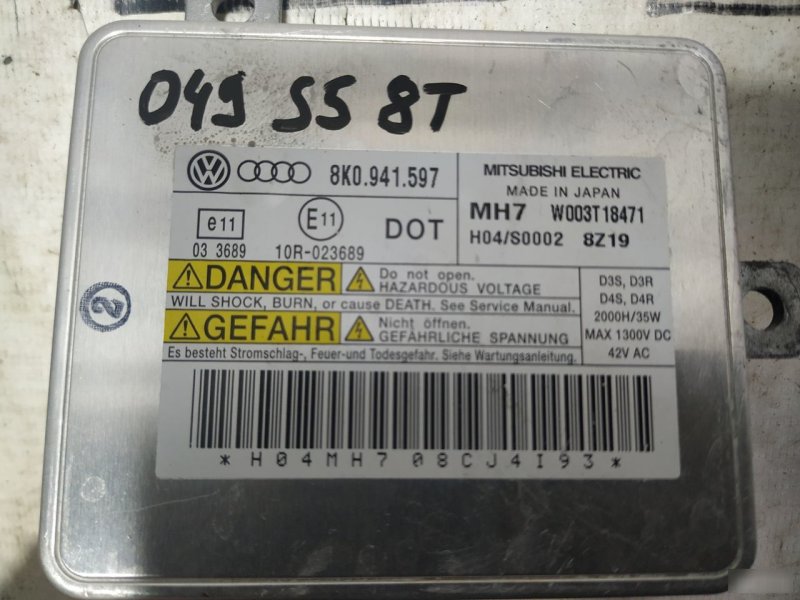 049 S5 8T
8K0.941.597
MITSUBISHI ELECTRIC
MADE IN JAPAN
MH7 W003T18471
H04/S0002 8Z19
e11
03 3689
E11
10R-023689
DOT
DANGER
Do not open.
HAZARDOUS VOLTAGE
WILL SHOCK, BURN, or cause DEATH. See Service Manual.
GEFAHR
Nicht öffnen.
GEFÄHRLICHE SPANNUNG
Es besteht Stromschlag-, Feuer-und Todesgefahr. Siehe Wartungsanleitung.
D3S, D3R
D4S, D4R
2000H/35W
MAX 1300V DC
42V AC
2
*H04MH708CJ4I93*